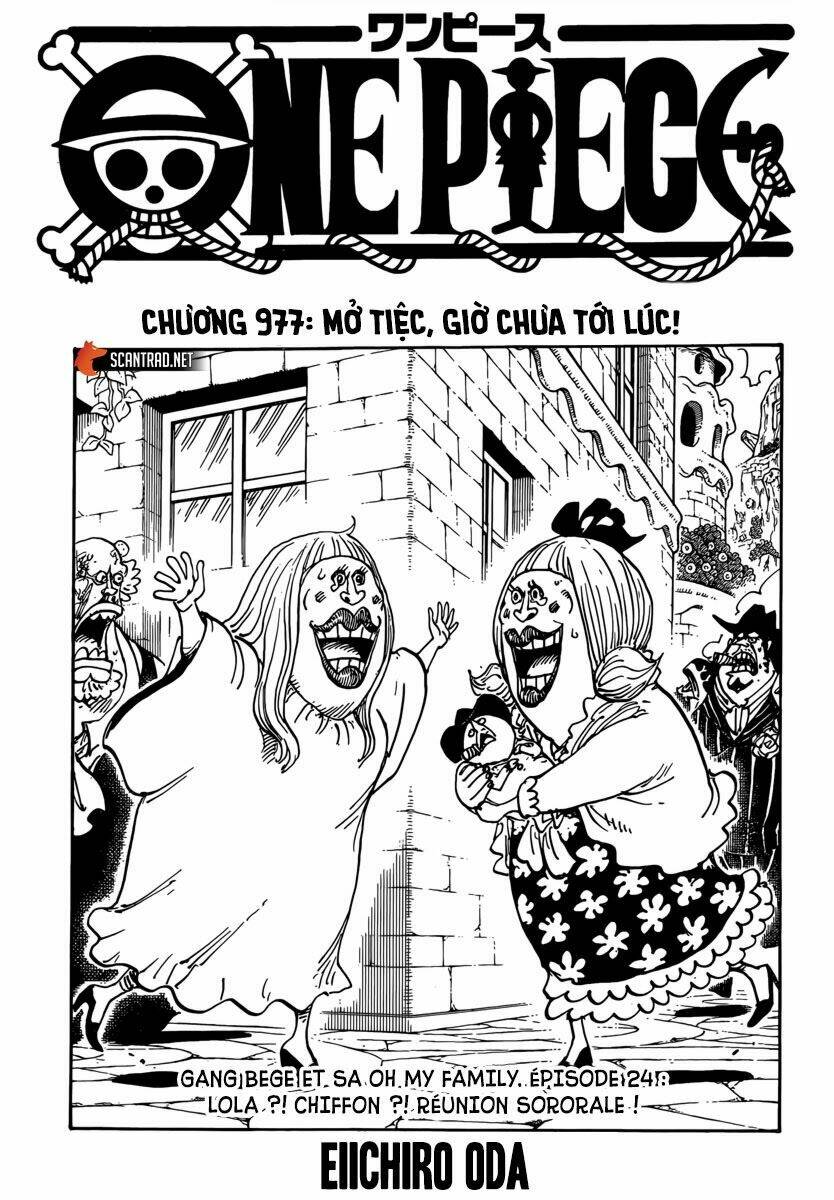 ワンピース
ONE PIECE
CHƯƠNG 977: MỞ TIỆC, GIỜ CHƯA TỚI LÚC!
SCANTRAD.NET
GANG BEGE ET SA OH MY FAMILY. ÉPISODE 24 :
LOLA ?! CHIFFON ?! RÉUNION SORORALE !
EIICHIRO ODA